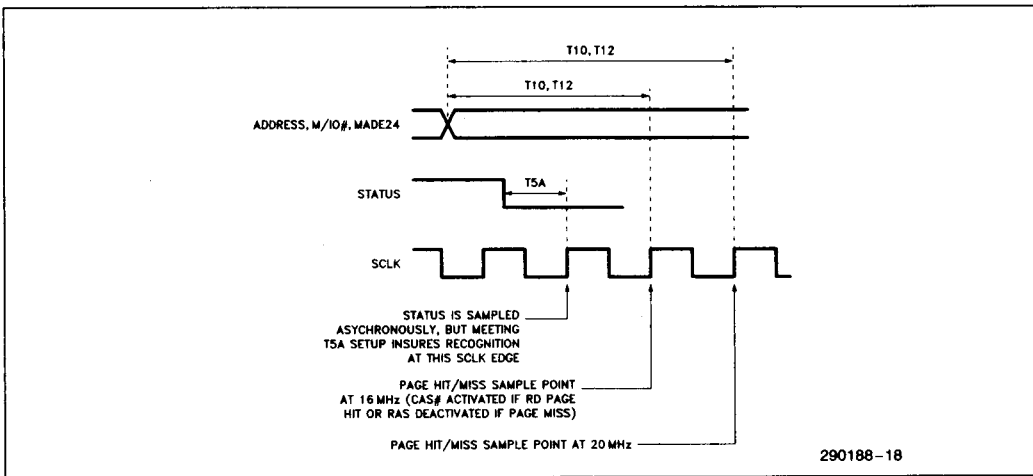 T10, T12
T10, T12
ADDRESS, M/IO#, MADE24
STATUS
T5A
SCLK
STATUS IS SAMPLED
ASYCHRONOUSLY, BUT MEETING
T5A SETUP INSURES RECOGNITION
AT THIS SCLK EDGE
PAGE HIT/MISS SAMPLE POINT
AT 16 MHz (CAS# ACTIVATED IF RD PAGE
HIT OR RAS DEACTIVATED IF PAGE MISS)
PAGE HIT/MISS SAMPLE POINT AT 20 MHz
290188-18